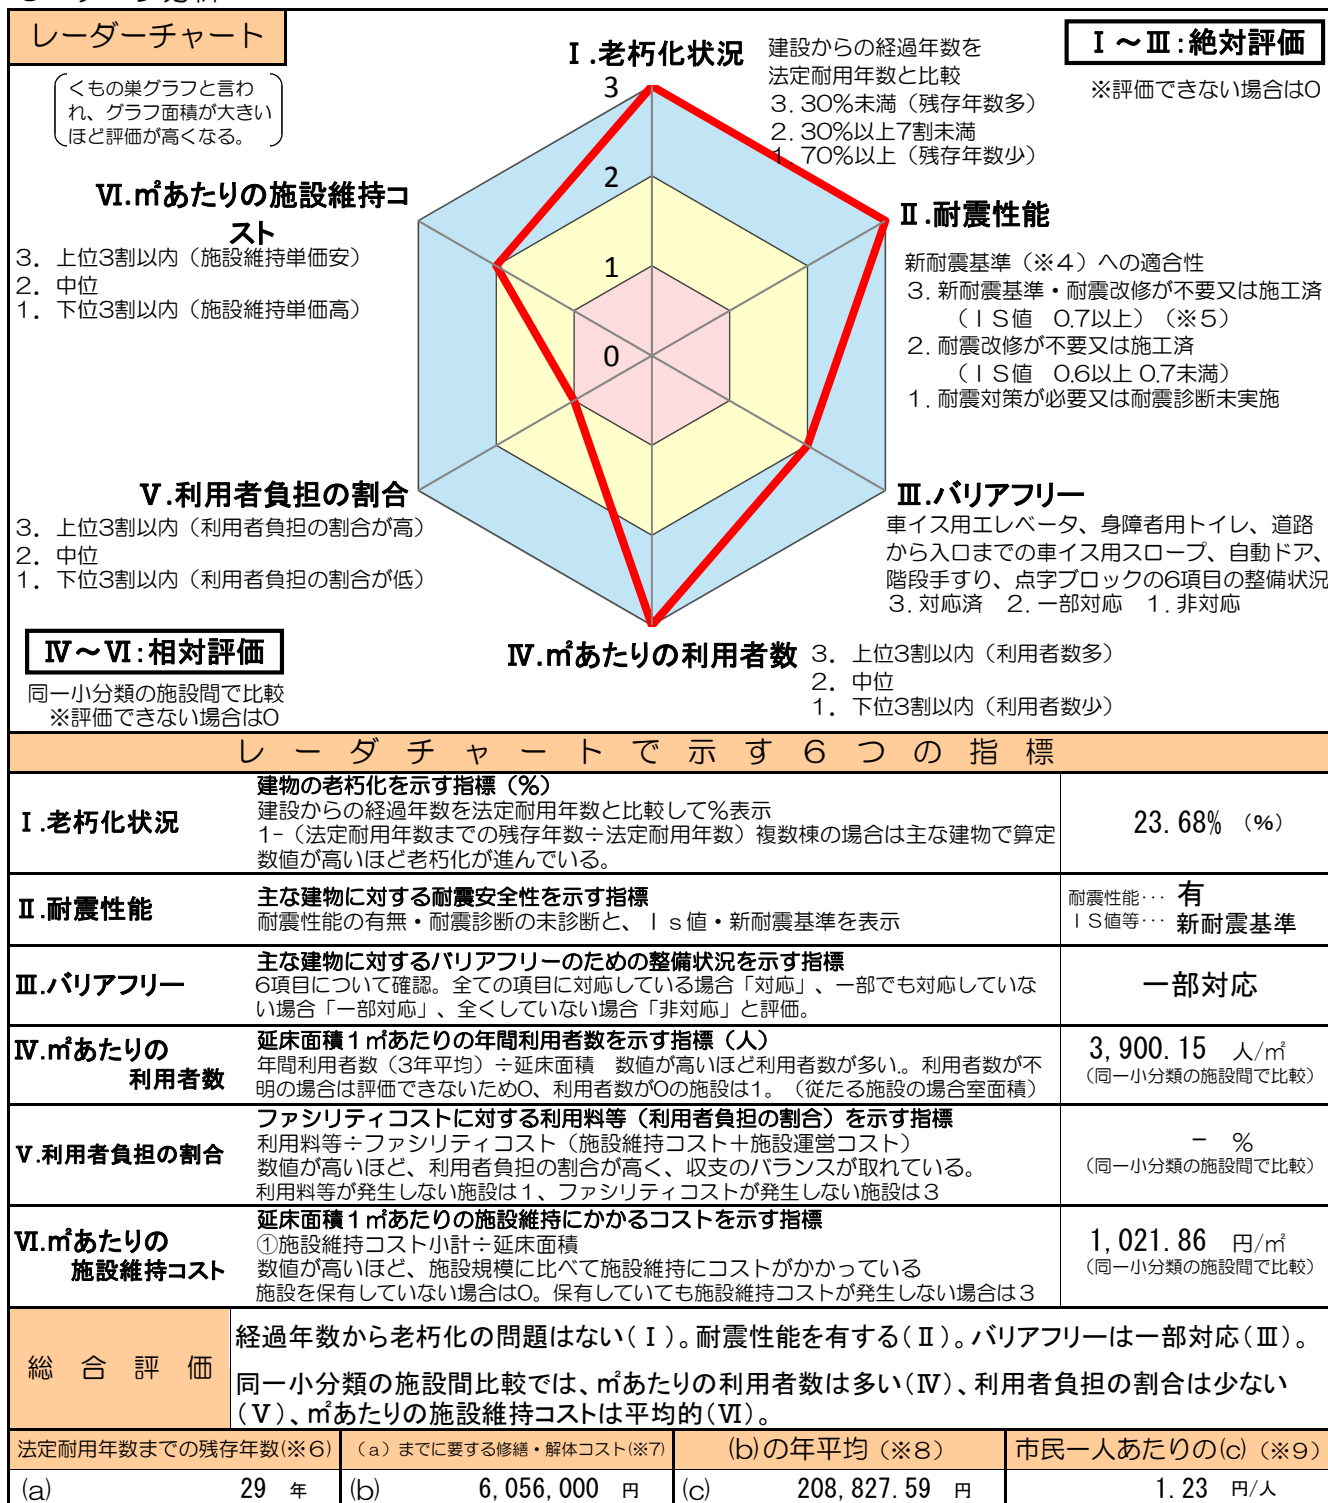 レーダーチャート
くもの巣グラフと言わ
れ、グラフ面積が大きい
ほど評価が高くなる。
Ⅰ.老朽化状況
建設からの経過年数を
法定耐用年数と比較
3.30%未満（残存年数多）
2.30%以上7割未満
1.70%以上（残存年数少）
Ⅰ～Ⅲ:絶対評価
※評価できない場合は0
3
2
1
0
Ⅵ.㎡あたりの施設維持コ
スト
3. 上位3割以内（施設維持単価安）
2. 中位
1. 下位3割以内（施設維持単価高）
Ⅱ.耐震性能
新耐震基準（※4）への適合性
3.新耐震基準・耐震改修が不要又は施工済
（ＩＳ値 0.7以上）（※5）
2.耐震改修が不要又は施工済
（ＩＳ値 0.6以上0.7未満）
1.耐震対策が必要又は耐震診断未実施
Ⅴ.利用者負担の割合
3. 上位3割以内（利用者負担の割合が高）
2. 中位
1. 下位3割以内（利用者負担の割合が低）
Ⅲ.バリアフリー
車イス用エレベータ、身障者用トイレ、道路
から入口までの車イス用スロープ、自動ドア、
階段手すり、点字ブロックの6項目の整備状況
3.対応済 2.一部対応 1.非対応
Ⅳ～Ⅵ:相対評価
同一小分類の施設間で比較
※評価できない場合は0
Ⅳ.㎡あたりの利用者数
3. 上位3割以内（利用者数多）
2. 中位
1. 下位3割以内（利用者数少）
レーダチャートで示す６つの指標
Ⅰ.老朽化状況
建物の老朽化を示す指標（%）
建設からの経過年数を法定耐用年数と比較して%表示
1-（法定耐用年数までの残存年数÷法定耐用年数）複数棟の場合は主な建物で算定
数値が高いほど老朽化が進んでいる。
23.68% （%）
Ⅱ.耐震性能
主な建物に対する耐震安全性を示す指標
耐震性能の有無・耐震診断の未診断と、Ｉｓ値・新耐震基準を表示
耐震性能… 有
ＩＳ値等… 新耐震基準
Ⅲ.バリアフリー
主な建物に対するバリアフリーのための整備状況を示す指標
6項目について確認。全ての項目に対応している場合「対応」、一部でも対応していな
い場合「一部対応」、全くしていない場合「非対応」と評価。
一部対応
Ⅳ.㎡あたりの
利用者数
延床面積１㎡あたりの年間利用者数を示す指標（人）
年間利用者数（3年平均）÷延床面積 数値が高いほど利用者数が多い。利用者数が不
明の場合は評価できないため0、利用者数が0の施設は1。（従たる施設の場合室面積）
3,900.15 人/㎡
（同一小分類の施設間で比較）
Ⅴ.利用者負担の割合
ファシリティコストに対する利用料等（利用者負担の割合）を示す指標
利用料等÷ファシリティコスト（施設維持コスト＋施設運営コスト）
数値が高いほど、利用者負担の割合が高く、収支のバランスが取れている。
利用料等が発生しない施設は１、ファシリティコストが発生しない施設は３
- %
（同一小分類の施設間で比較）
Ⅵ.㎡あたりの
施設維持コスト
延床面積１㎡あたりの施設維持にかかるコストを示す指標
①施設維持コスト小計÷延床面積
数値が高いほど、施設規模に比べて施設維持にコストがかかっている
施設を保有していない場合は0。保有していても施設維持コストが発生しない場合は３
1,021.86 円/㎡
（同一小分類の施設間で比較）
総合評価
経過年数から老朽化の問題はない(Ⅰ)。耐震性能を有する(Ⅱ)。バリアフリーは一部対応(Ⅲ)。
同一小分類の施設間比較では、㎡あたりの利用者数は多い(Ⅳ)、利用者負担の割合は少ない
(Ⅴ)、㎡あたりの施設維持コストは平均的(Ⅵ)。
法定耐用年数までの残存年数(※6) （a）までに要する修繕・解体コスト(※7) (b)の年平均（※8） 市民一人あたりの(c)（※9）
(a) 29 年 (b) 6,056,000 円 (c) 208,827.59 円 1.23 円/人